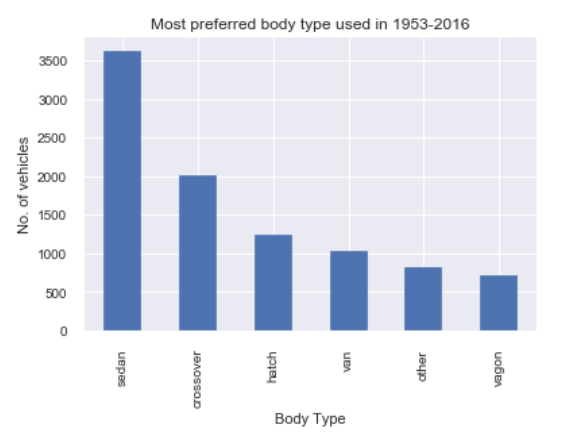 Most preferred body type used in 1953-2016
3500
3000
2500
2000
1500
1000
500
0
No. of vehicles
sedan
crossover
hatch
van
other
vagon
Body Type